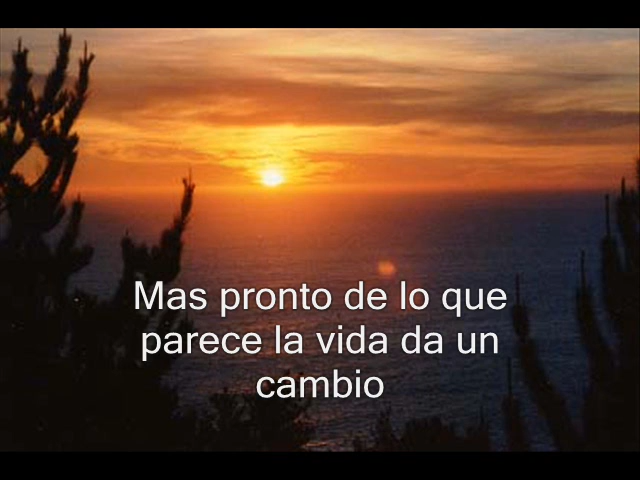 Mas pronto de lo que
parece la vida da un
cambio